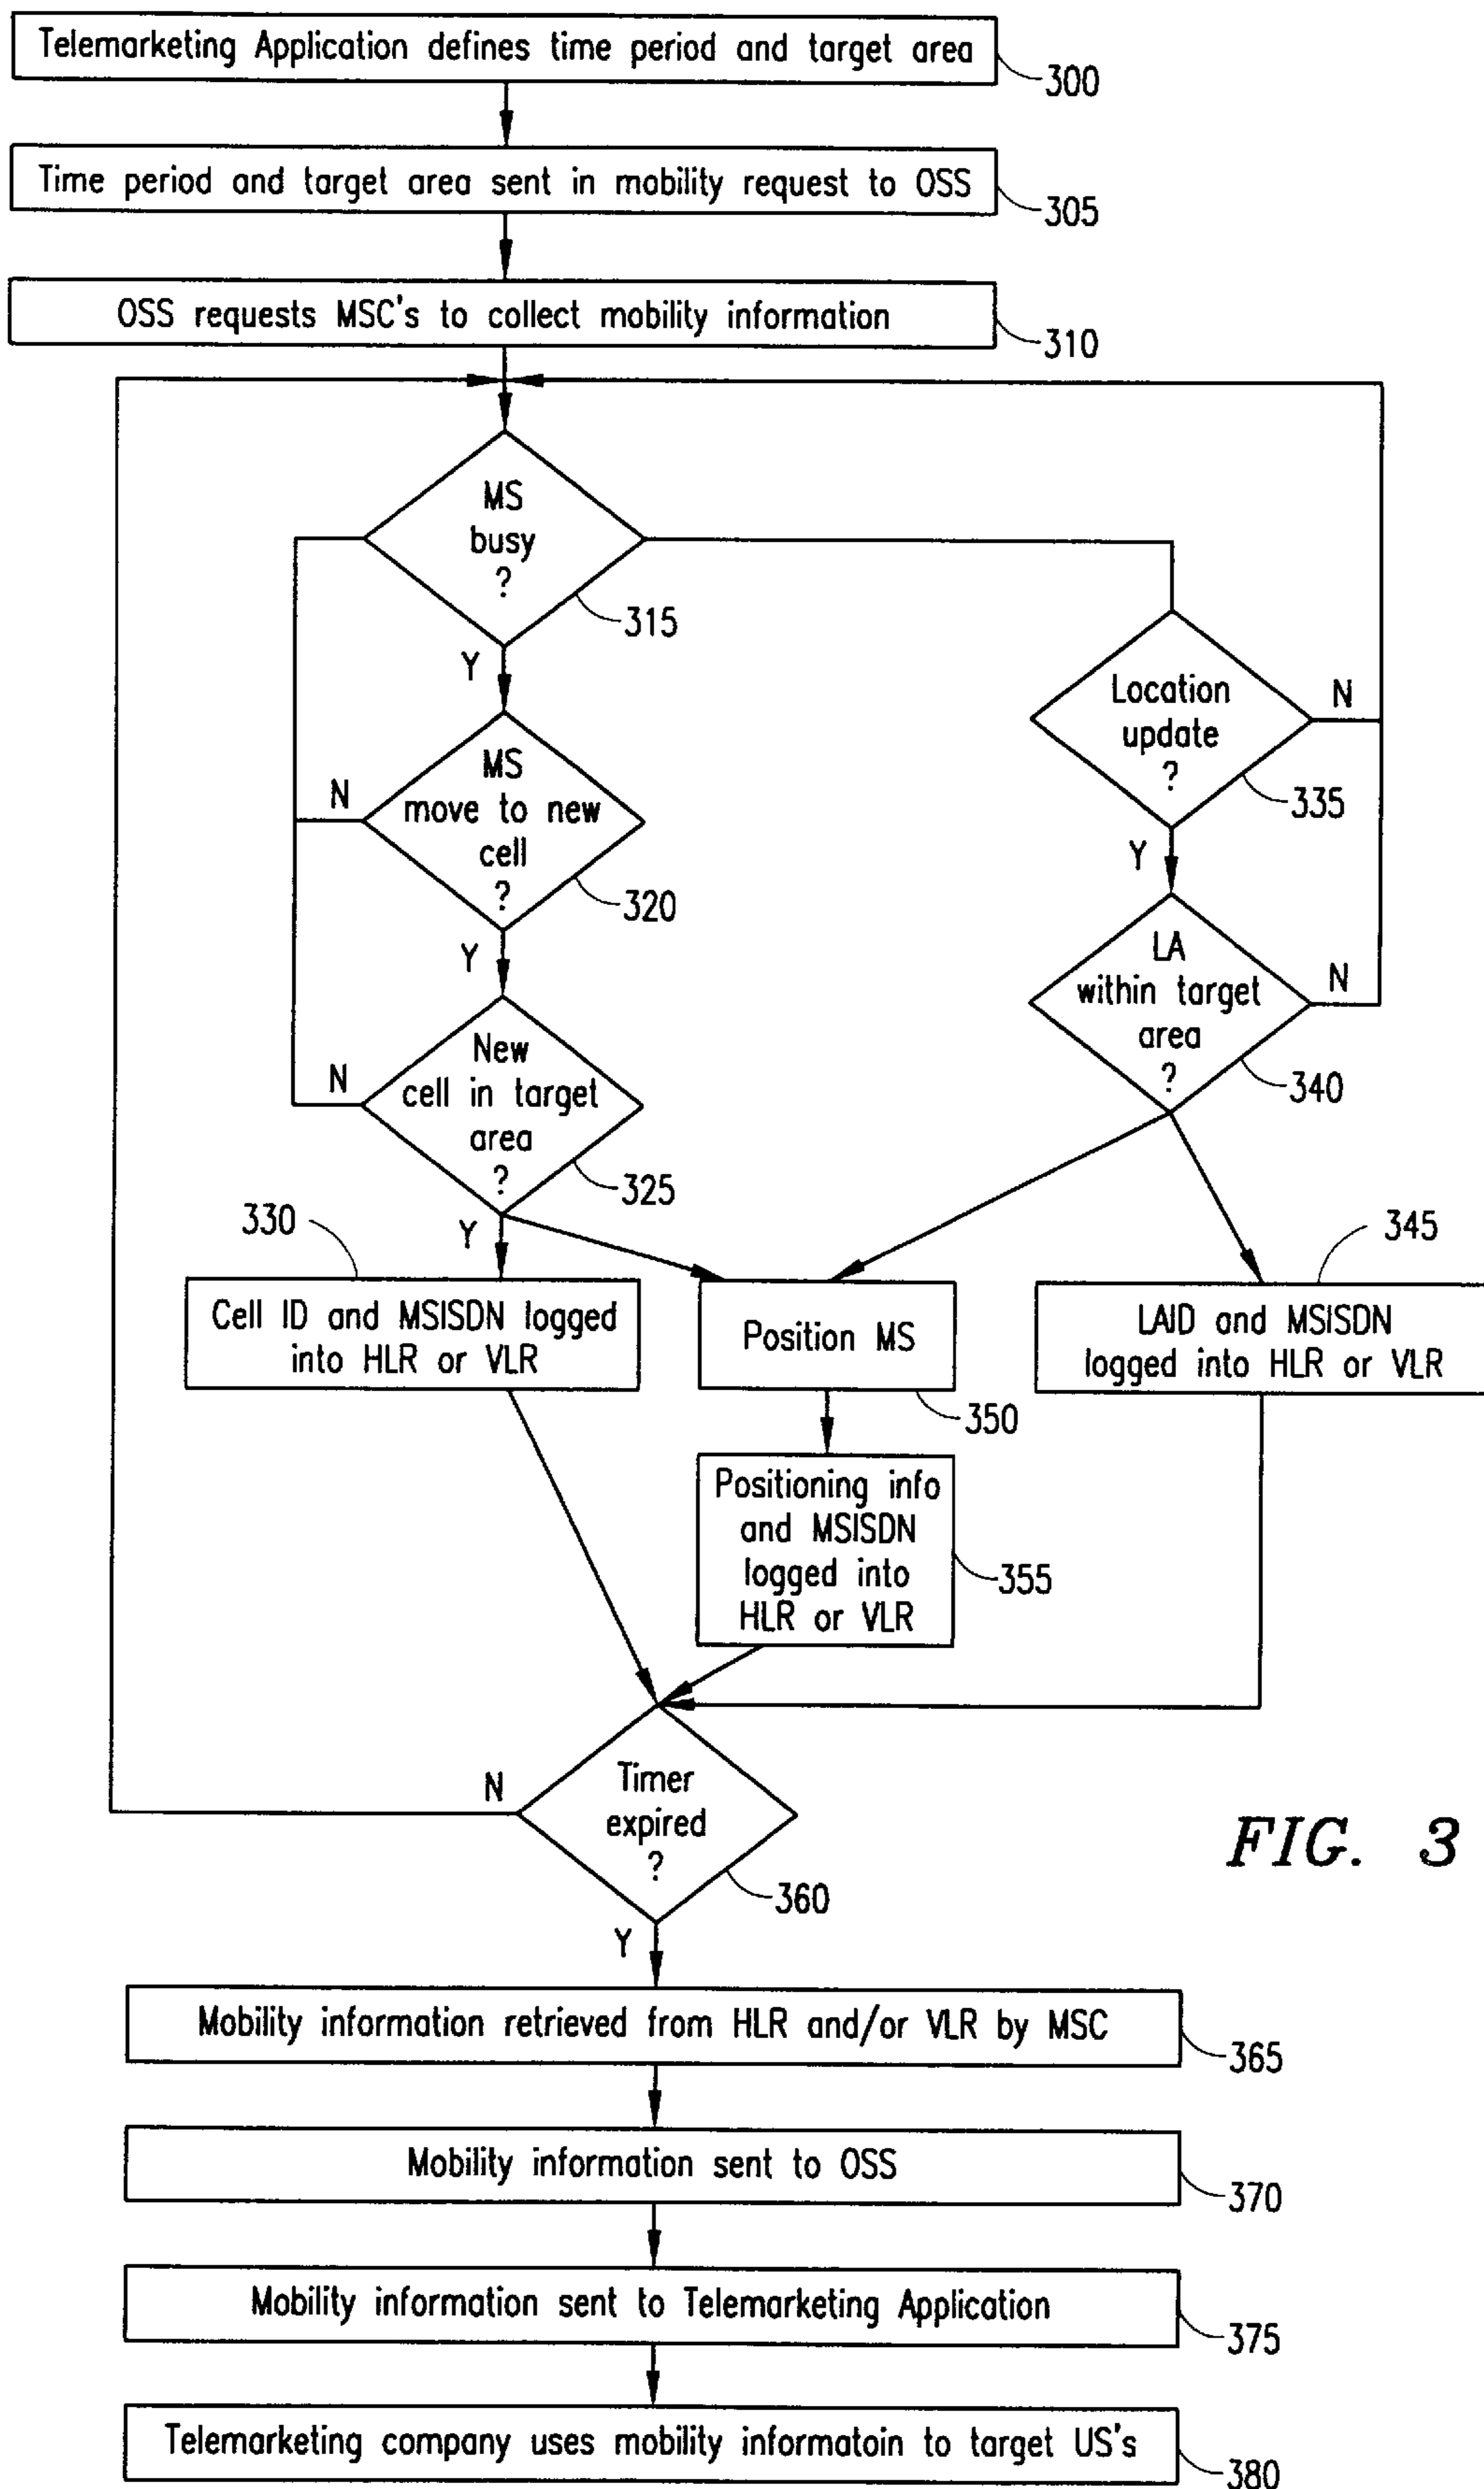 Telemarketing Application defines time period and target area
300
Time period and target area sent in mobility request to OSS
305
OSS requests MSC's to collect mobility information
310
MS
busy
?
315
Y
MS
move to new
cell
?
N
320
Y
New
cell in target
area
?
N
325
Y
Location
update
?
N
335
Y
LA
within target
area
?
N
340
330
Cell ID and MSISDN logged
into HLR or VLR
Position MS
350
345
LAID and MSISDN
logged into HLR or VLR
Positioning info
and MSISDN
logged into
HLR or VLR
355
Timer
expired
?
N
360
Y
FIG. 3
Mobility information retrieved from HLR and/or VLR by MSC
365
Mobility information sent to OSS
370
Mobility information sent to Telemarketing Application
375
Telemarketing company uses mobility informatoin to target US's
380